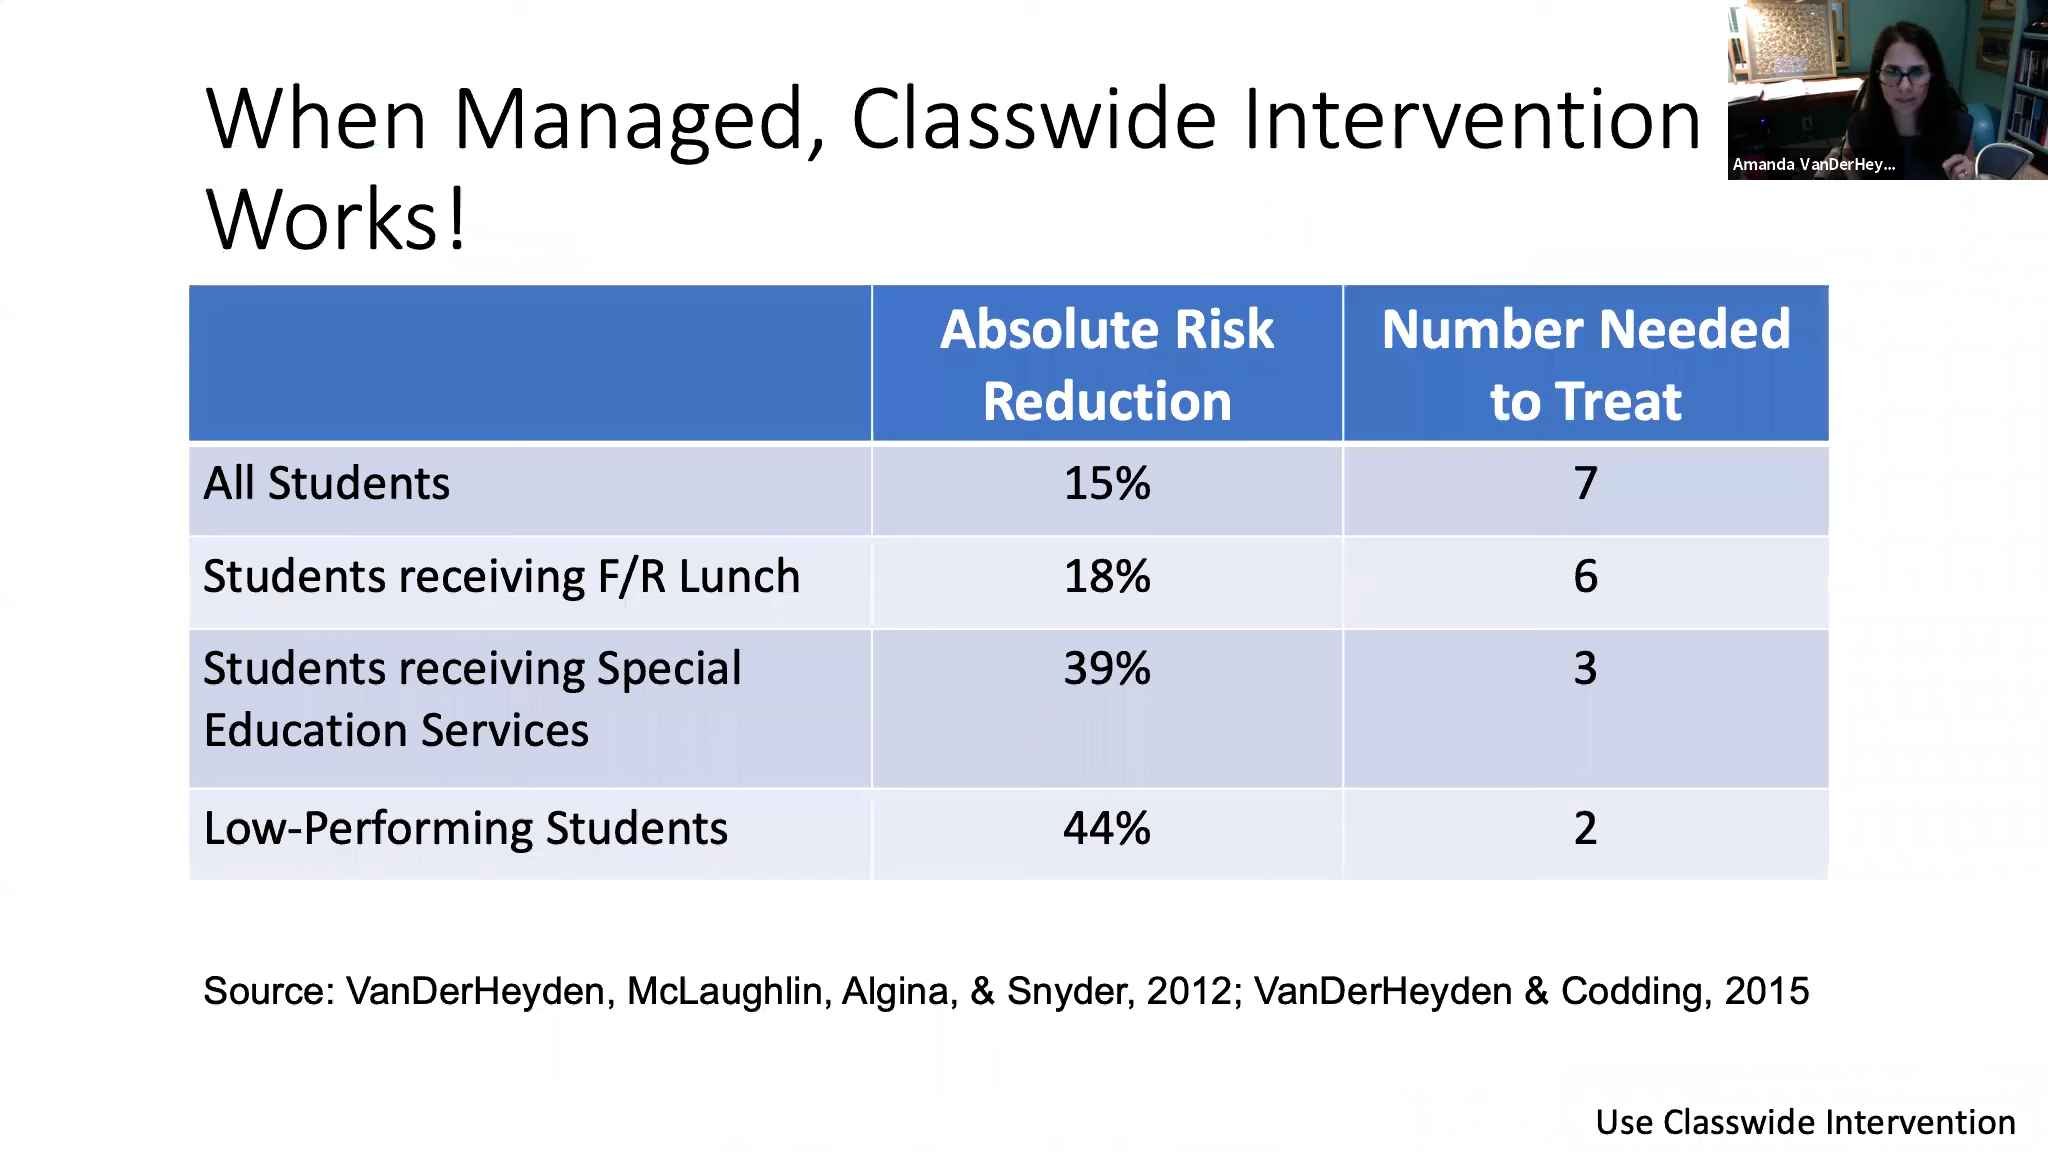 When Managed, Classwide Intervention
Works!
Amanda VanDerHey...
Absolute Risk
Reduction
Number Needed
to Treat
All Students 15% 7
Students receiving F/R Lunch 18% 6
Students receiving Special
Education Services
39% 3
Low-Performing Students 44% 2
Source: VanDerHeyden, McLaughlin, Algina, & Snyder, 2012; VanDerHeyden & Codding, 2015
Use Classwide Intervention